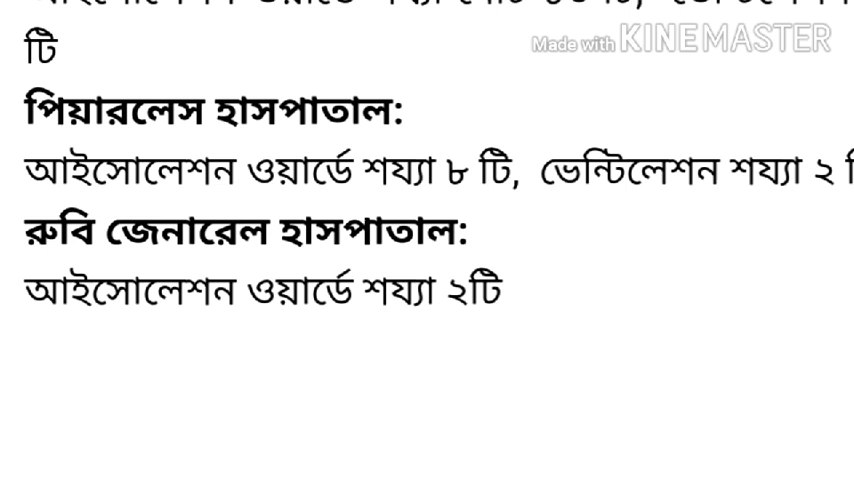 টি
Made with KINEMASTER
পিয়ারলেস হাসপাতাল:
আইসোলেশন ওয়ার্ডে শয্যা ৮ টি, ভেন্টিলেশন শয্যা ২
রুবি জেনারেল হাসপাতাল:
আইসোলেশন ওয়ার্ডে শয্যা ২টি